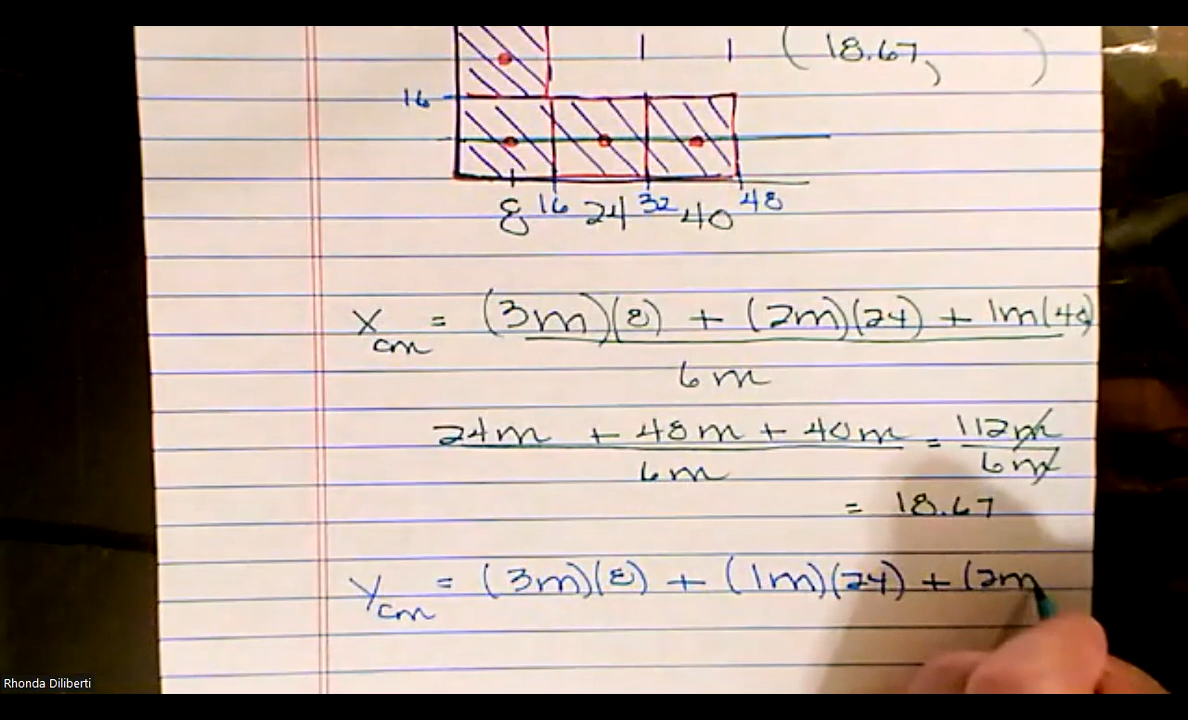 ( 18.67, )
16
8 16 24 32 40 48
Xcm = (3m)(8) + (2m)(24) + 1m(40)
6m
24m + 48m + 40m = 112m
6m 6m
= 18.67
Ycm = (3m)(8) + (1m)(24) + (2m
Rhonda Diliberti